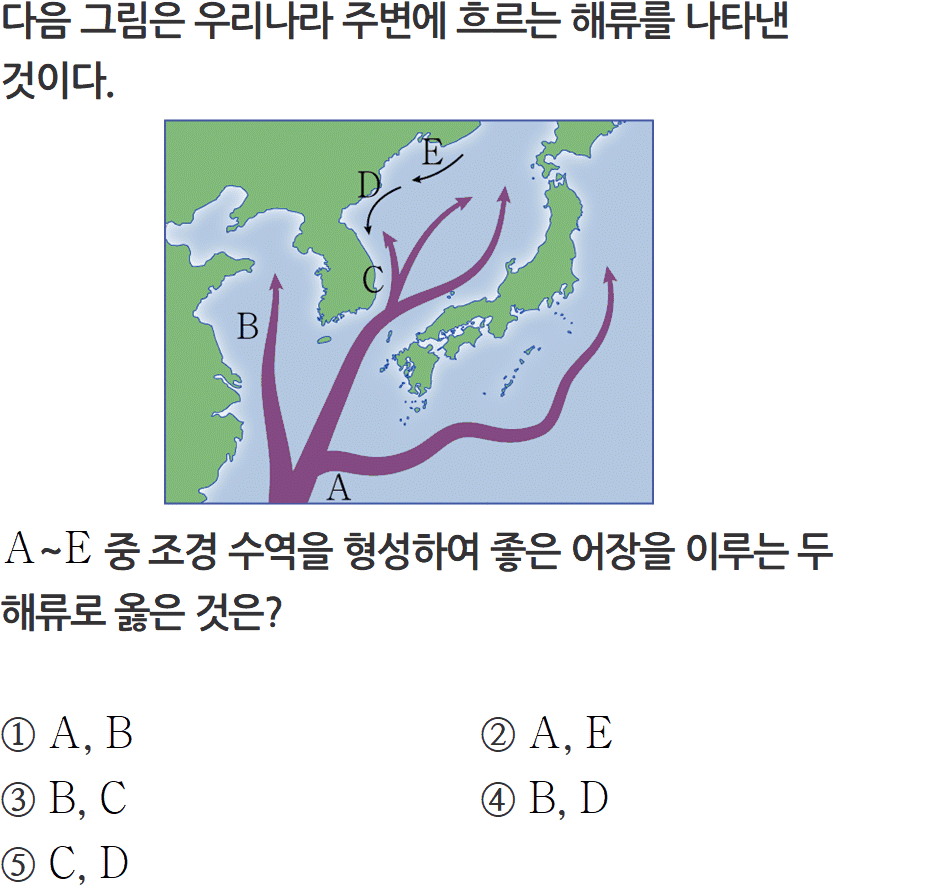 다음 그림은 우리나라 주변에 흐르는 해류를 나타낸
것이다.
E
D
C
B
A
A~E 중 조경 수역을 형성하여 좋은 어장을 이루는 두
해류로 옳은 것은?
① A, B ② A, E
③ B, C ④ B, D
⑤ C, D